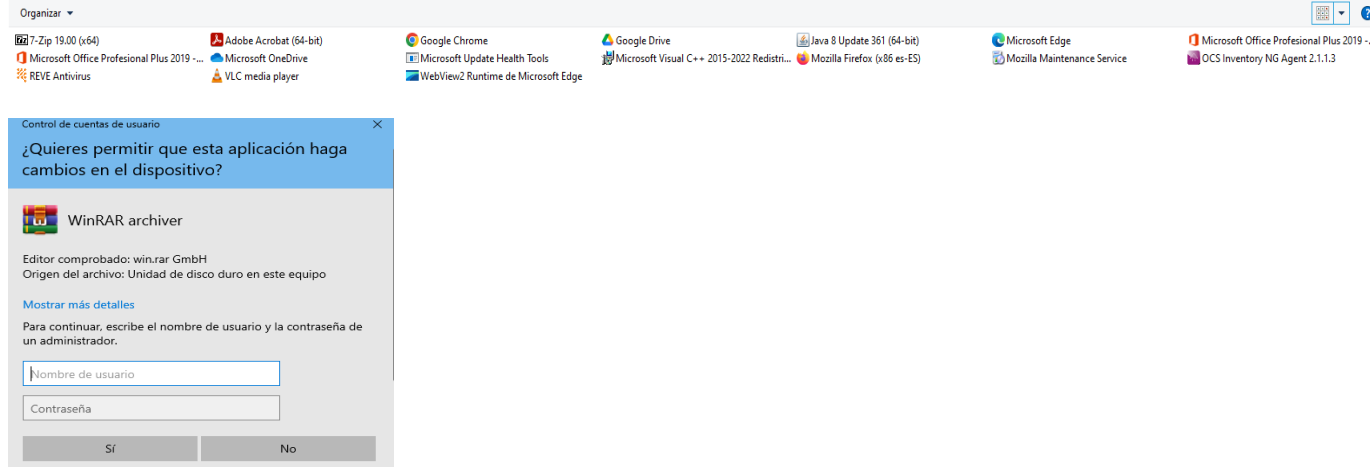 Organizar
7-Zip 19.00 (x64) Adobe Acrobat (64-bit) Google Chrome Google Drive Java 8 Update 361 (64-bit) Microsoft Edge Microsoft Office Profesional Plus 2019 -...
Microsoft Office Profesional Plus 2019 -... Microsoft OneDrive Microsoft Update Health Tools Microsoft Visual C++ 2015-2022 Redistri... Mozilla Firefox (x86 es-ES) Mozilla Maintenance Service OCS Inventory NG Agent 2.1.1.3
REVE Antivirus VLC media player WebView2 Runtime de Microsoft Edge
Control de cuentas de usuario
¿Quieres permitir que esta aplicación haga
cambios en el dispositivo?
WinRAR archiver
Editor comprobado: win.rar GmbH
Origen del archivo: Unidad de disco duro en este equipo
Mostrar más detalles
Para continuar, escribe el nombre de usuario y la contraseña de
un administrador.
Nombre de usuario
Contraseña
Sí No